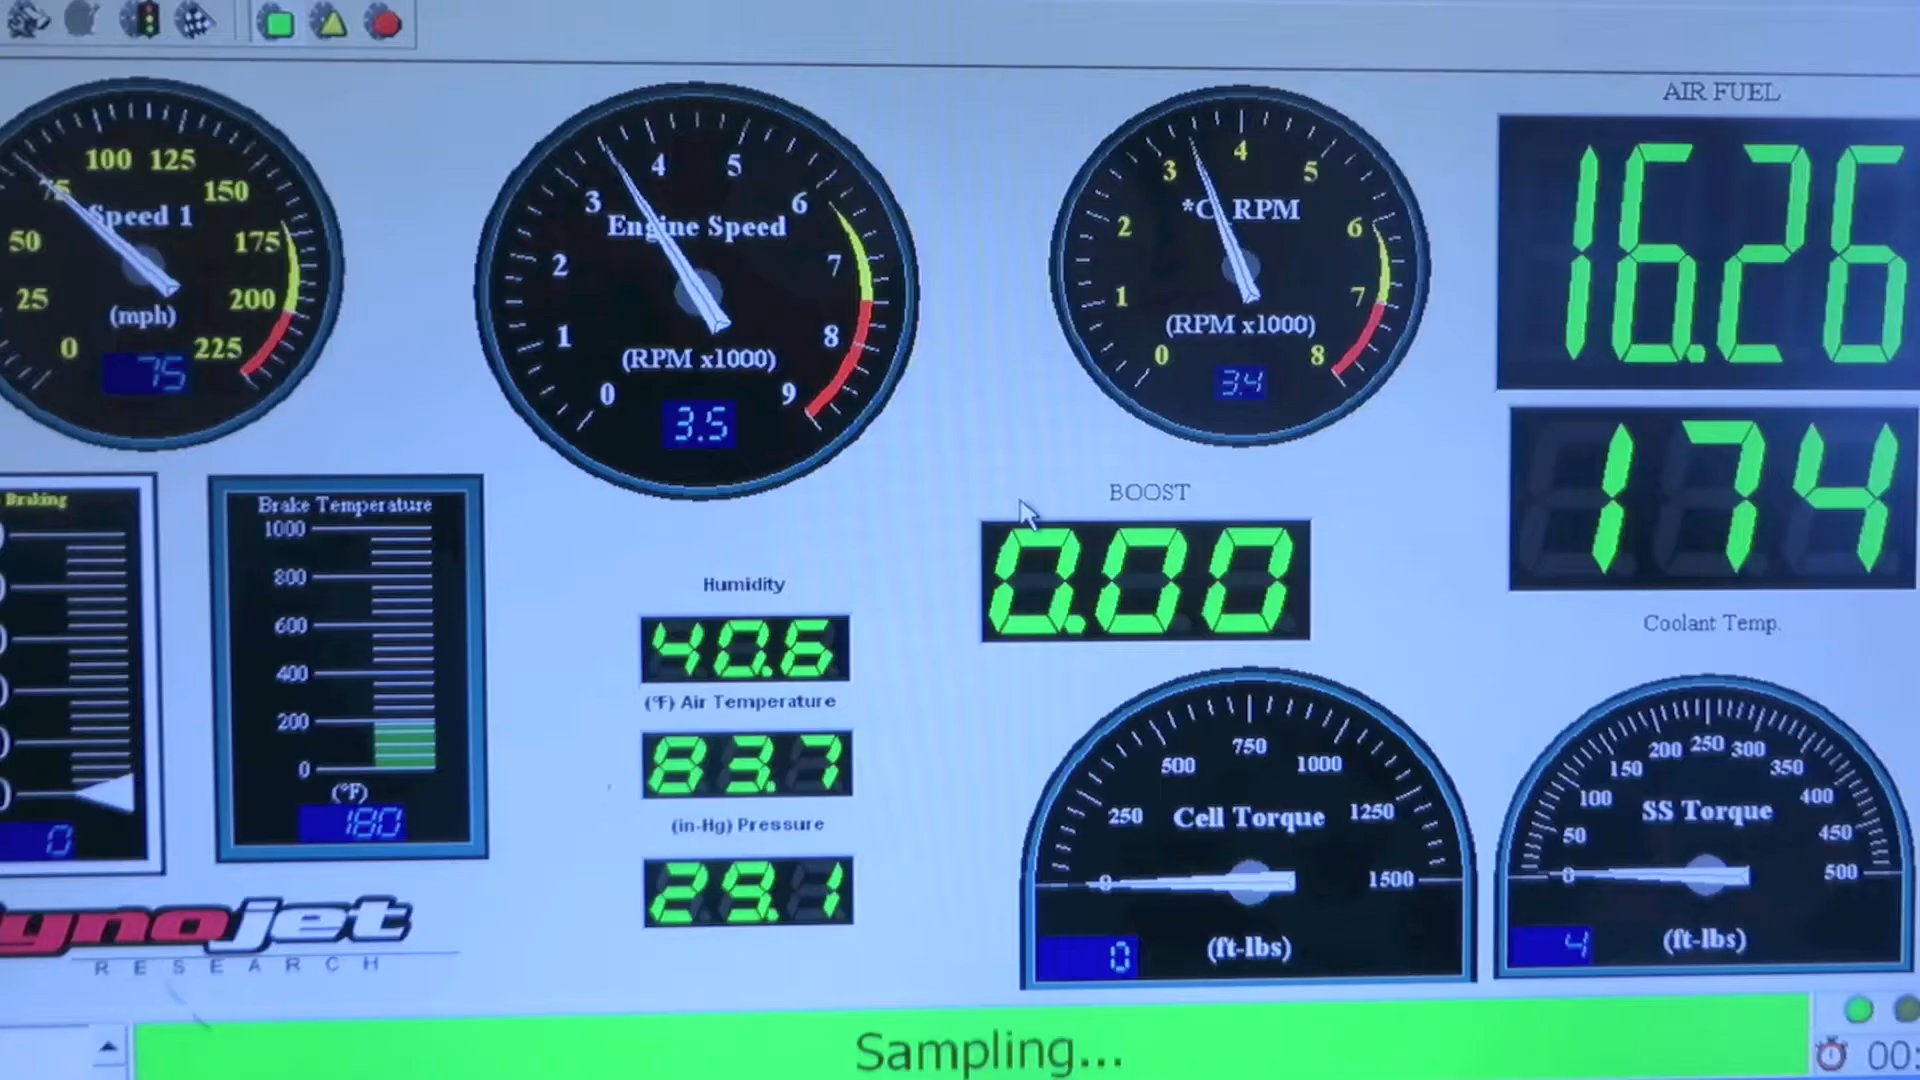 AIR FUEL
16.26
100 125
75 150
Speed 1
50 175
25 200
(mph)
0 225
75
4 5
3 6
Engine Speed
2 7
1 8
(RPM x1000)
0 9
3.5
4
3 5
*C RPM
2 6
1 7
(RPM x1000)
0 8
3.4
174
Coolant Temp.
BOOST
0.00
Braking
0
Brake Temperature
1000
800
600
400
200
0
(°F)
180
Humidity
40.6
(°F) Air Temperature
83.7
(in-Hg) Pressure
29.1
750
500 1000
250 Cell Torque 1250
0 1500
(ft-lbs)
0
200 250 300
150 350
100 SS Torque 400
50 450
0 500
(ft-lbs)
4
ynojet
RESEARCH
Sampling...
00: